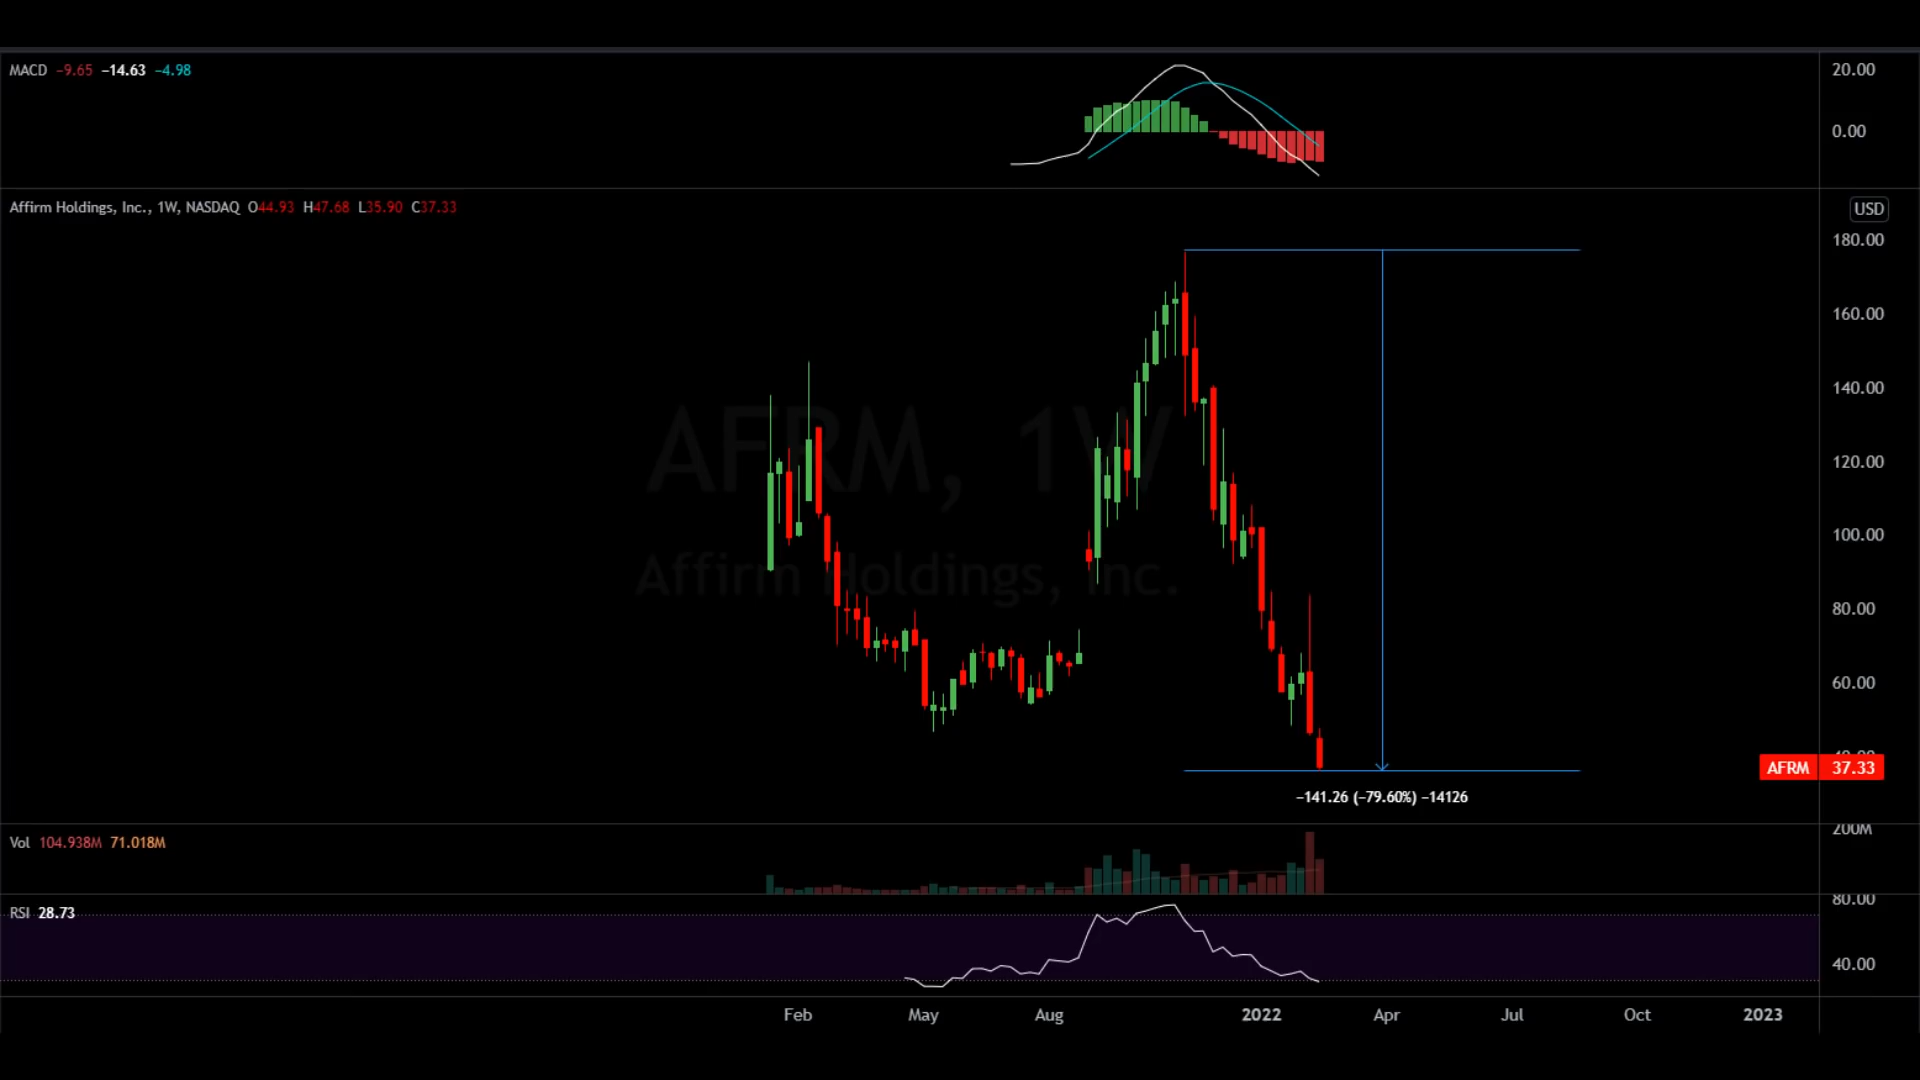 MACD −9.65 −14.63 −4.98
20.00
0.00
Affirm Holdings, Inc., 1W, NASDAQ O44.93 H47.68 L35.90 C37.33
USD
180.00
160.00
140.00
AFRM, 1W
120.00
100.00
Affirm Holdings, Inc.
80.00
60.00
AFRM 37.33
−141.26 (−79.60%) −14126
200M
Vol 104.938M 71.018M
80.00
RSI 28.73
40.00
Feb May Aug 2022 Apr Jul Oct 2023